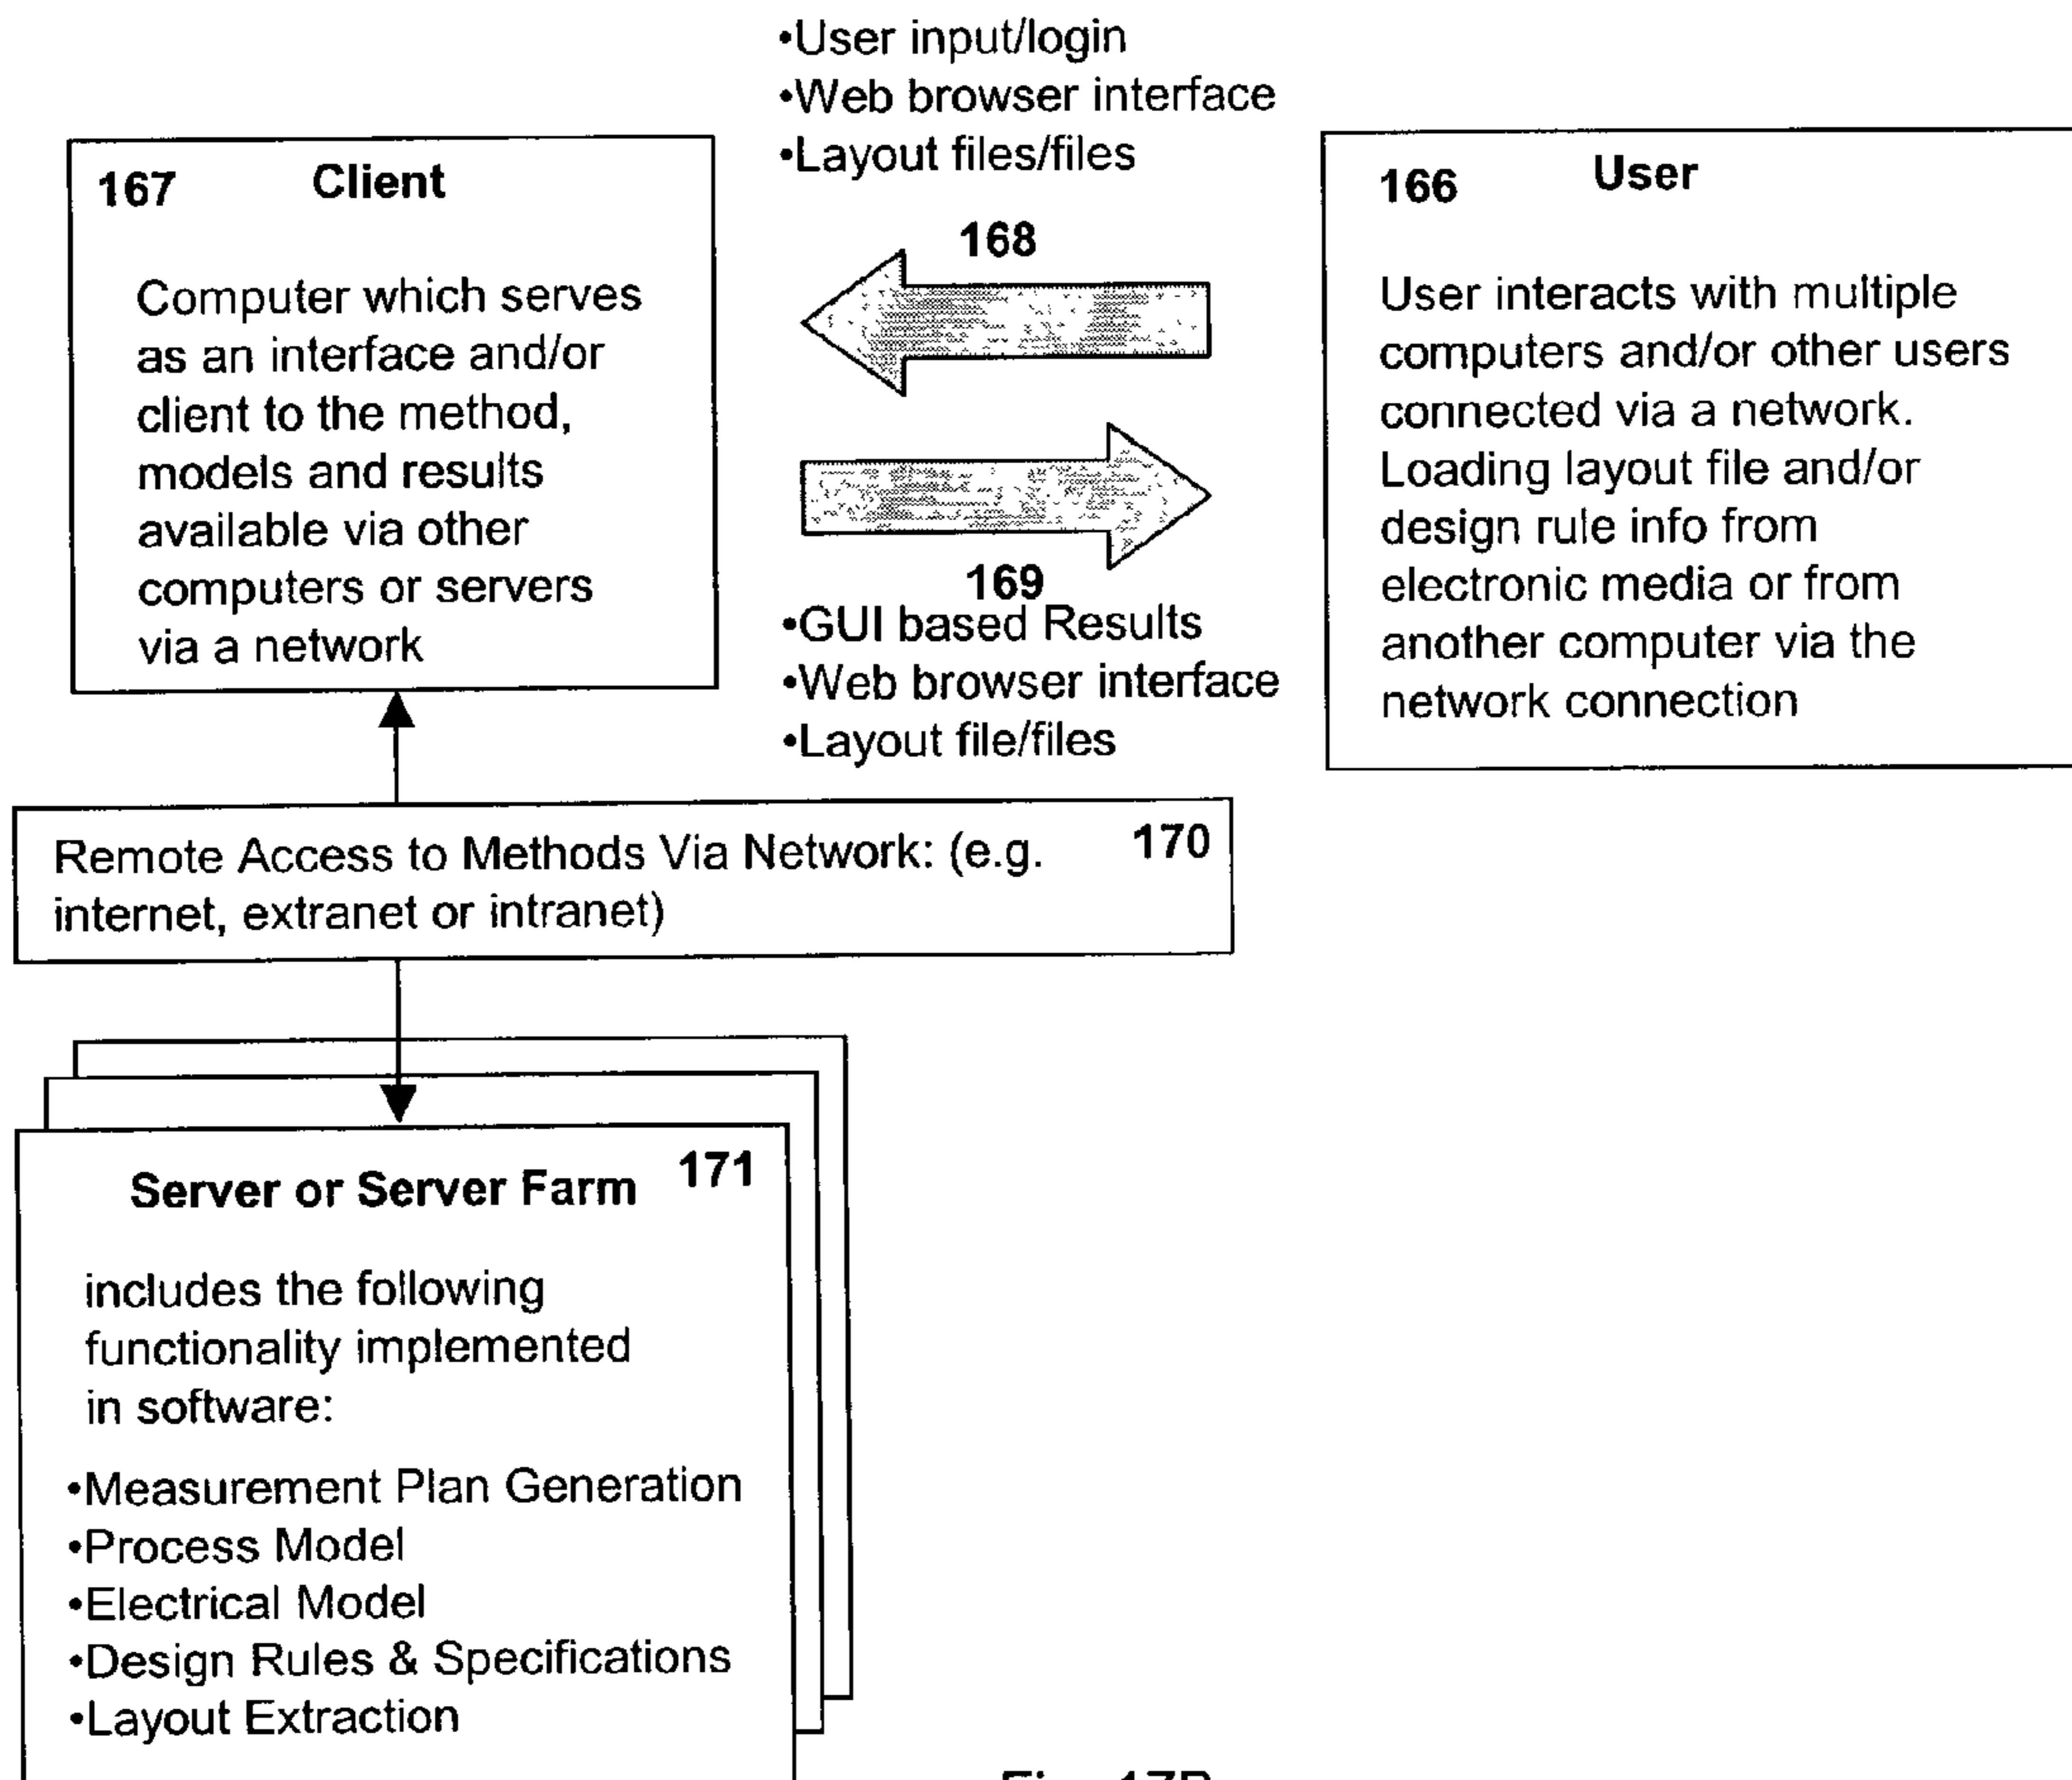 •User input/login
•Web browser interface
•Layout files/files
167 Client
Computer which serves
as an interface and/or
client to the method,
models and results
available via other
computers or servers
via a network
168
169
•GUI based Results
•Web browser interface
•Layout file/files
166 User
User interacts with multiple
computers and/or other users
connected via a network.
Loading layout file and/or
design rule info from
electronic media or from
another computer via the
network connection
Remote Access to Methods Via Network: (e.g. 170
internet, extranet or intranet)
Server or Server Farm 171
includes the following
functionality implemented
in software:
•Measurement Plan Generation
•Process Model
•Electrical Model
•Design Rules & Specifications
•Layout Extraction